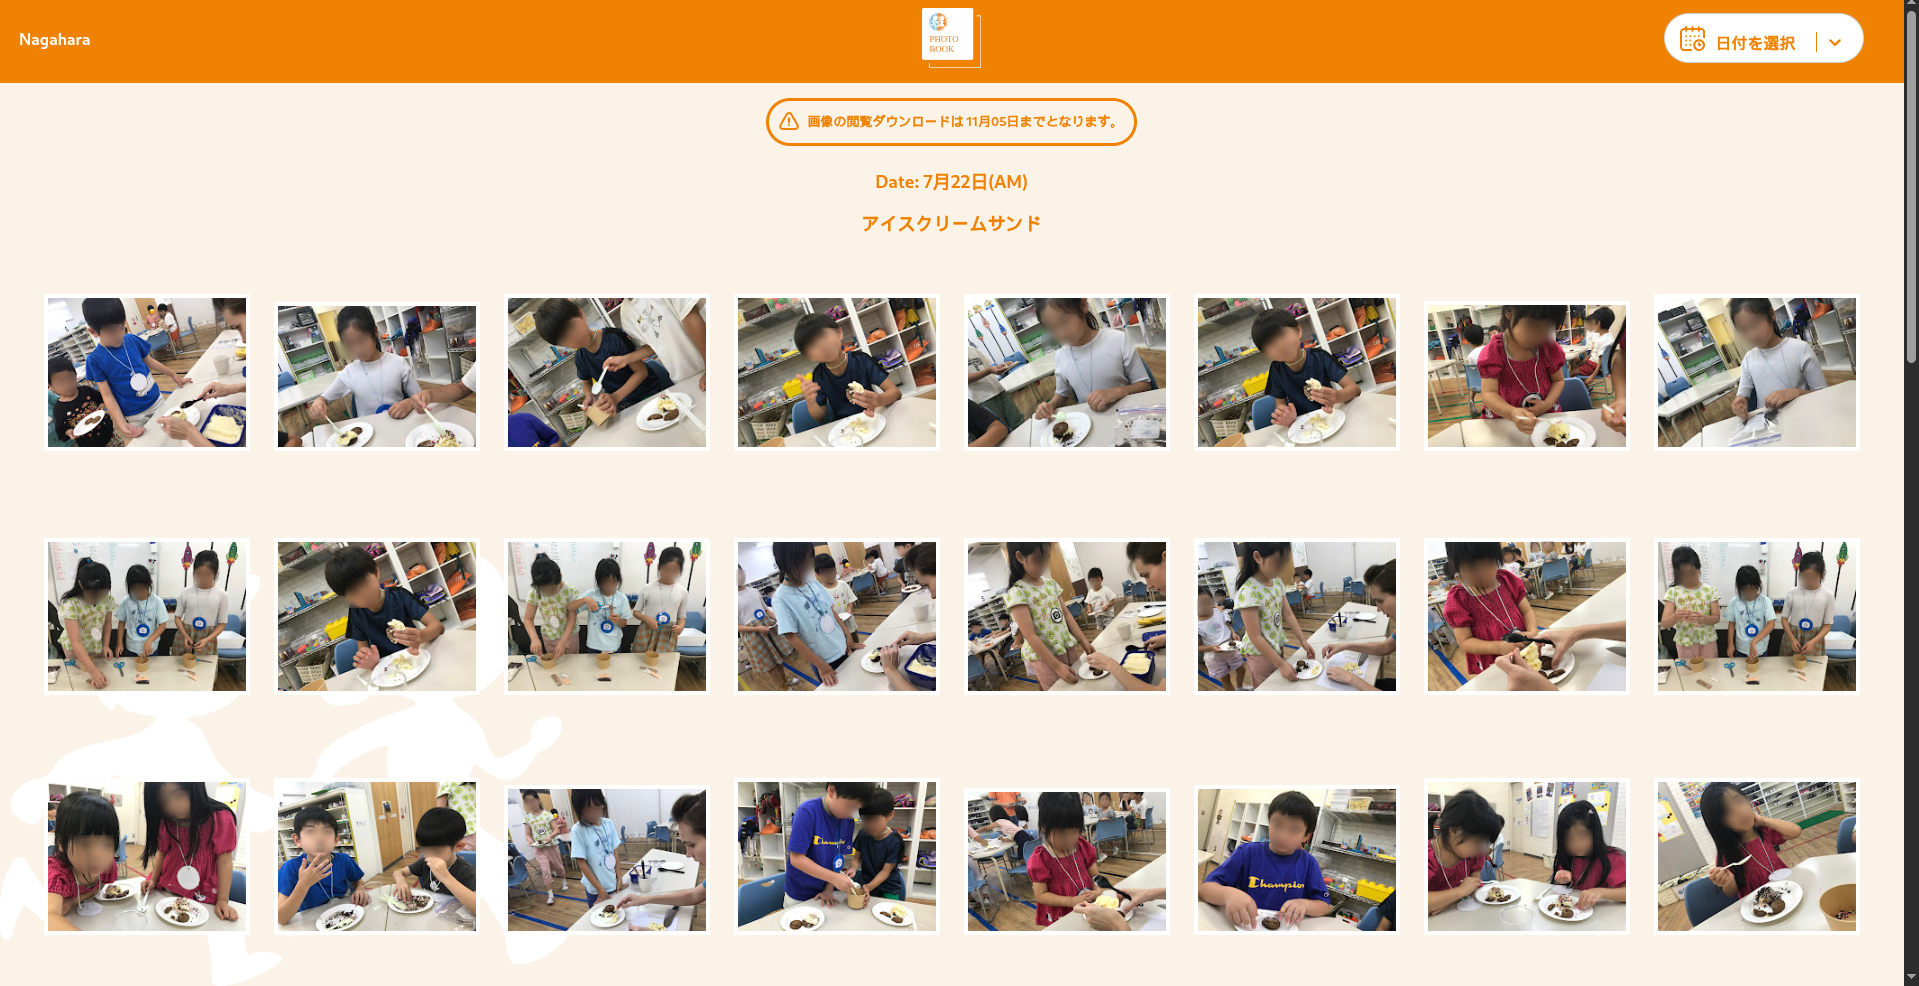 Nagahara
PHOTO
BOOK
日付を選択
画像の閲覧ダウンロードは 11月05日までとなります。
Date: 7月22日(AM)
アイスクリームサンド
Champion
Champion